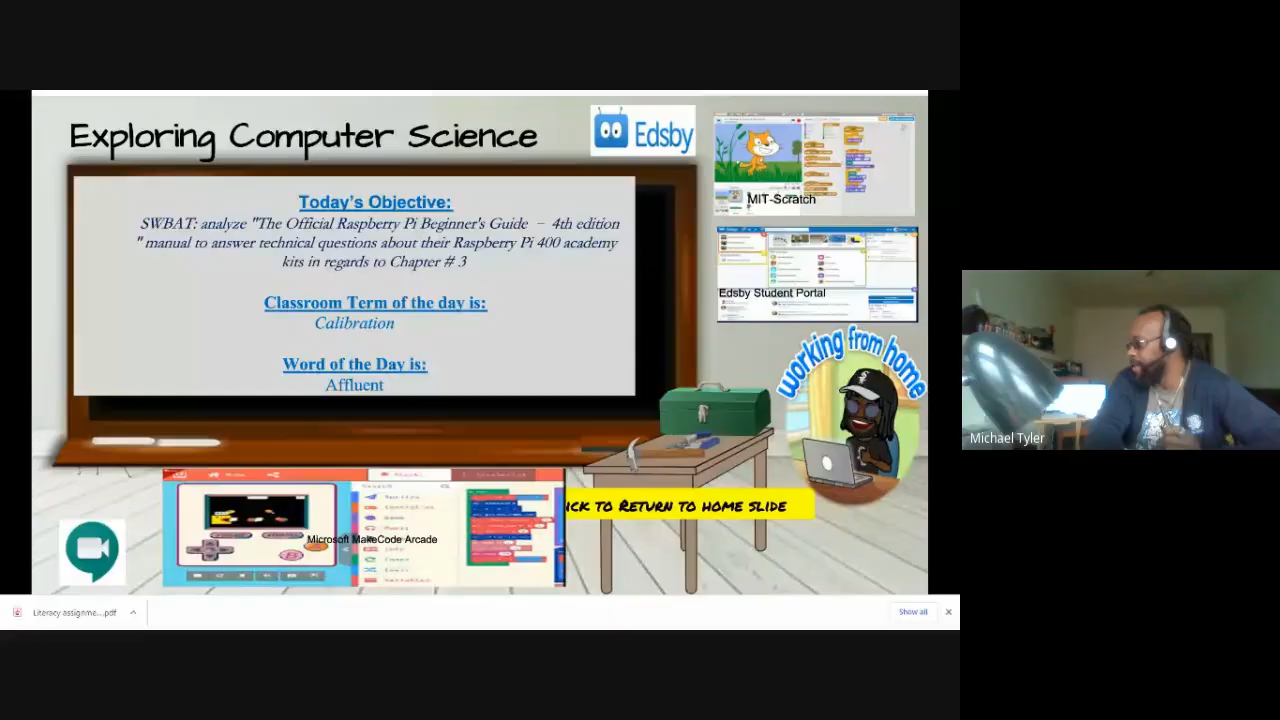 Exploring Computer Science
Edsby
Today's Objective:
SWBAT: analyze "The Official Raspberry Pi Beginner's Guide – 4th edition
" manual to answer technical questions about their Raspberry Pi 400 academy
kits in regards to Chapter # 3
Classroom Term of the day is:
Calibration
Word of the Day is:
Affluent
MIT-Scratch
Edsby Student Portal
working from home
ick to Return to home slide
Microsoft MakeCode Arcade
Michael Tyler
Literacy assignme....pdf
Show all